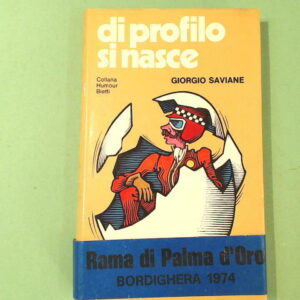 di profilo
si nasce
Collana
Humour
Bietti
GIORGIO SAVIANE
Rama di Palma d'Oro
BORDIGHERA 1974